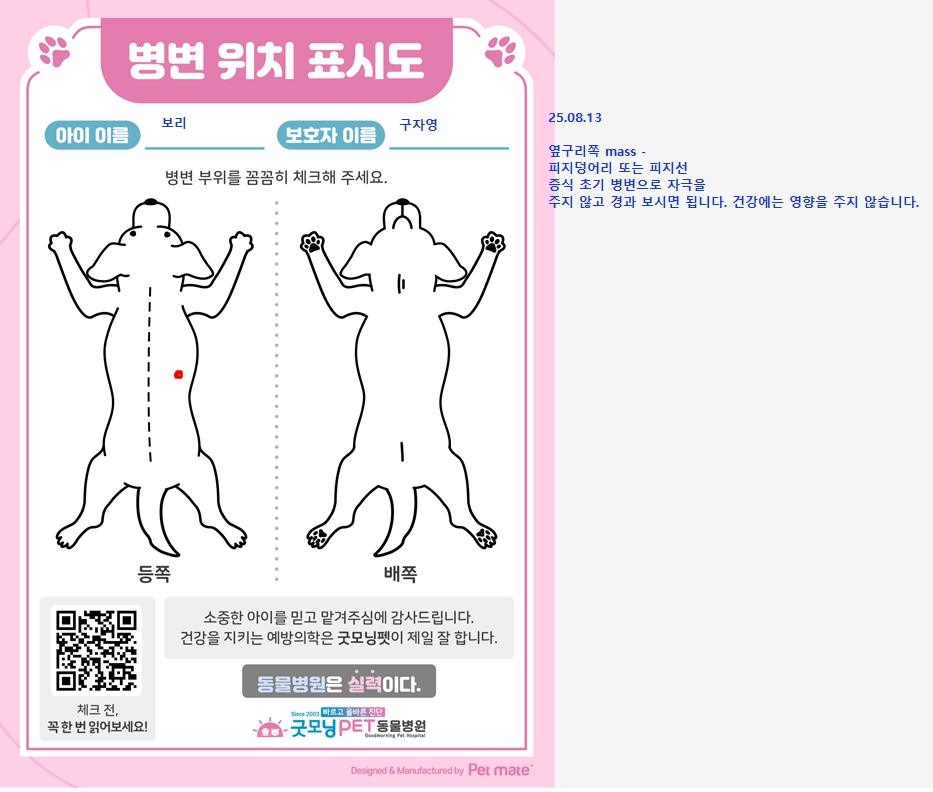 병변 위치 표시도
아이 이름 보리 보호자 이름 구자영
병변 부위를 꼼꼼히 체크해 주세요.
25.08.13
옆구리쪽 mass -
피지덩어리 또는 피지선
증식 초기 병변으로 자극을
주지 않고 경과 보시면 됩니다. 건강에는 영향을 주지 않습니다.
등쪽
배쪽
체크 전,
꼭 한 번 읽어보세요!
소중한 아이를 믿고 맡겨주심에 감사드립니다.
건강을 지키는 예방의학은 굿모닝펫이 제일 잘 합니다.
동물병원은 실력이다.
Since 2003 바르고 올바른 진단
굿모닝PET동물병원
Goodmorning Pet Hospital
Designed & Manufactured by Pet mate